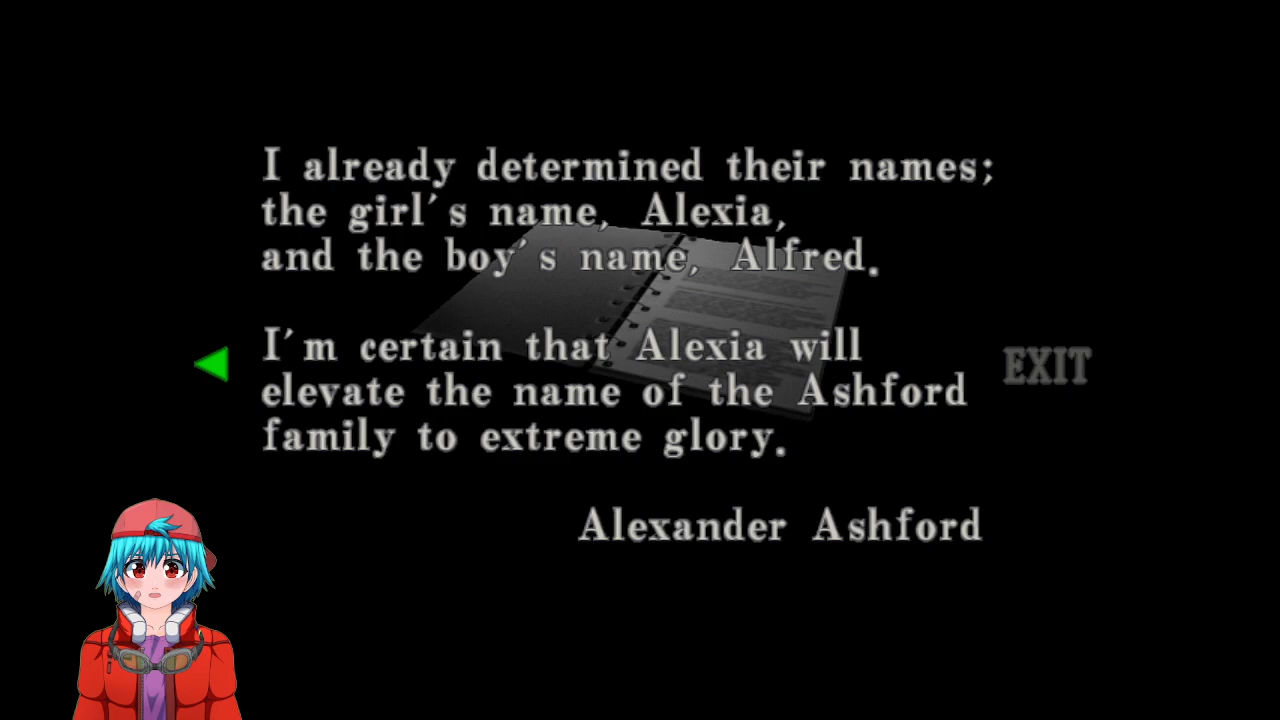 I already determined their names;
the girl's name, Alexia,
and the boy's name, Alfred.
I'm certain that Alexia will
elevate the name of the Ashford
family to extreme glory.
EXIT
Alexander Ashford